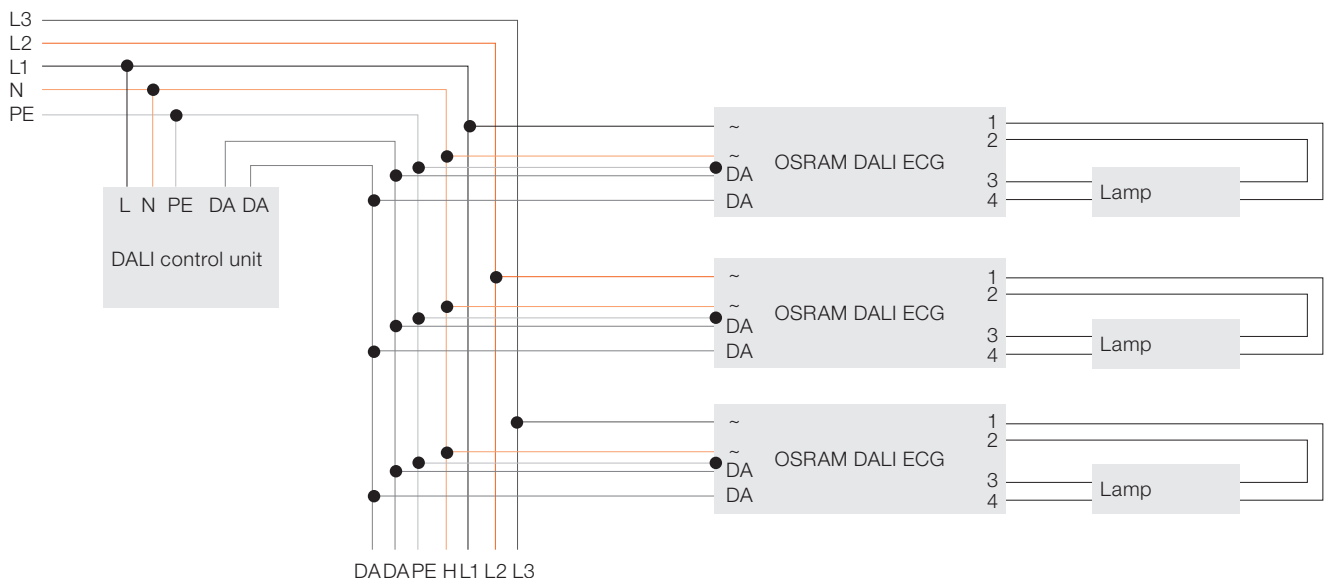 L3
L2
L1
N
PE
L N PE DA DA
DALI control unit
~
~
DA
DA
OSRAM DALI ECG
1
2
3
4
Lamp
~
~
DA
DA
OSRAM DALI ECG
1
2
3
4
Lamp
~
~
DA
DA
OSRAM DALI ECG
1
2
3
4
Lamp
DA DA PE H L1 L2 L3